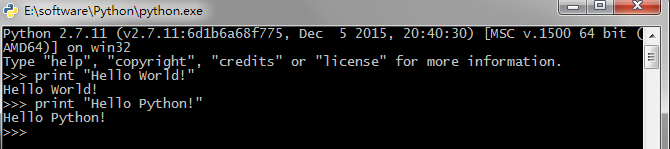 E:\software\Python\python.exe
Python 2.7.11 (v2.7.11:6d1b6a68f775, Dec  5 2015, 20:40:30) [MSC v.1500 64 bit (
AMD64)] on win32
Type "help", "copyright", "credits" or "license" for more information.
>>> print "Hello World!"
Hello World!
>>> print "Hello Python!"
Hello Python!
>>>